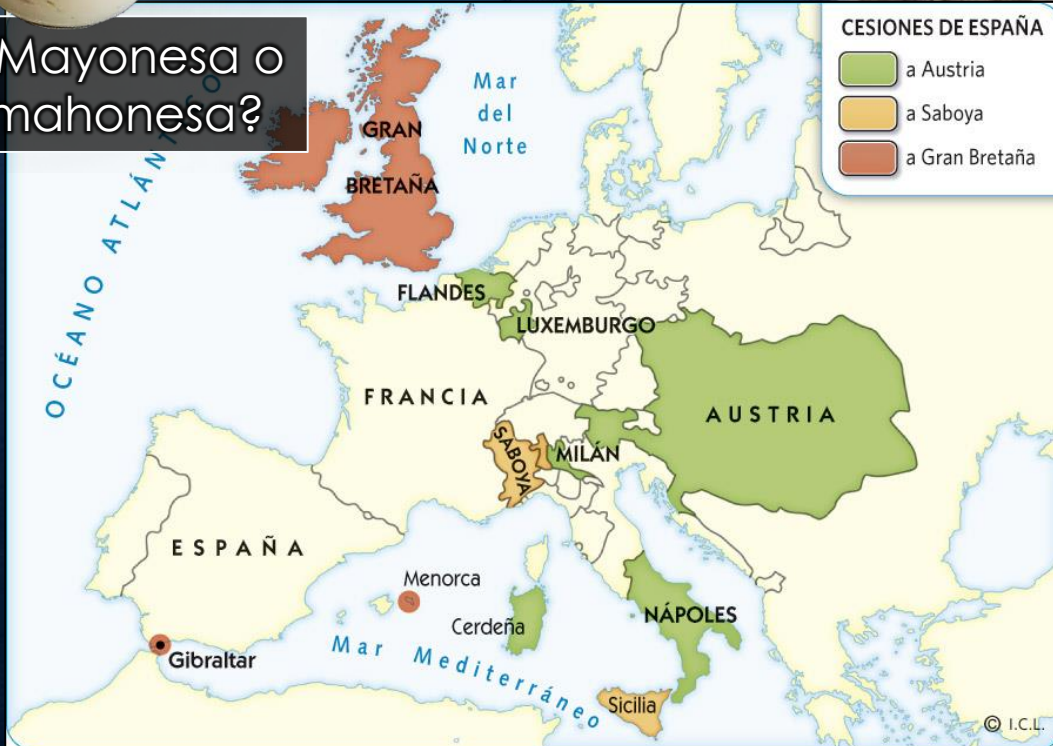 Mayonesa o
mahonesa?
CESIONES DE ESPAÑA
a Austria
a Saboya
a Gran Bretaña
OCÉANO ATLÁNTICO
Mar
del
Norte
GRAN
BRETAÑA
FLANDES
LUXEMBURGO
FRANCIA
AUSTRIA
SABOYA
MILÁN
ESPAÑA
Menorca
Cerdeña
NÁPOLES
Mar Mediterráneo
Gibraltar
Sicilia
© I.C.L.